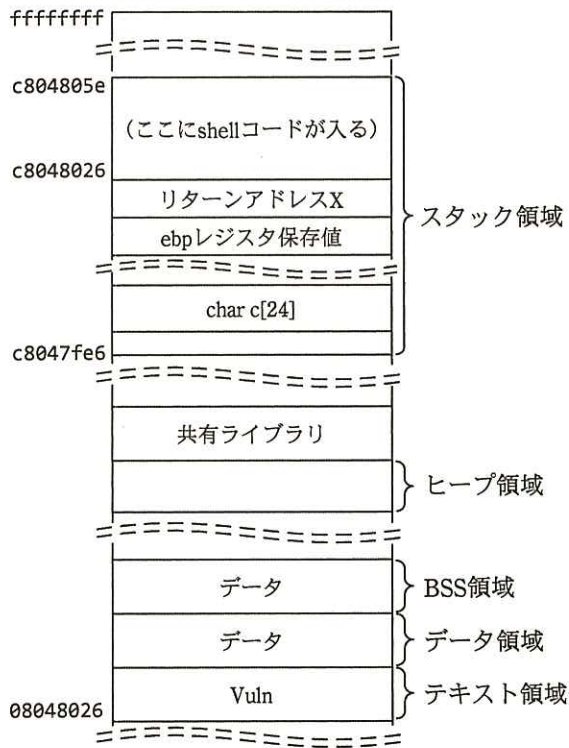 ffffffff
c804805e
(ここにshellコードが入る)
c8048026
リターンアドレスX
ebpレジスタ保存値
スタック領域
char c[24]
c8047fe6
共有ライブラリ
ヒープ領域
データ
BSS領域
データ
データ領域
Vuln
テキスト領域
08048026